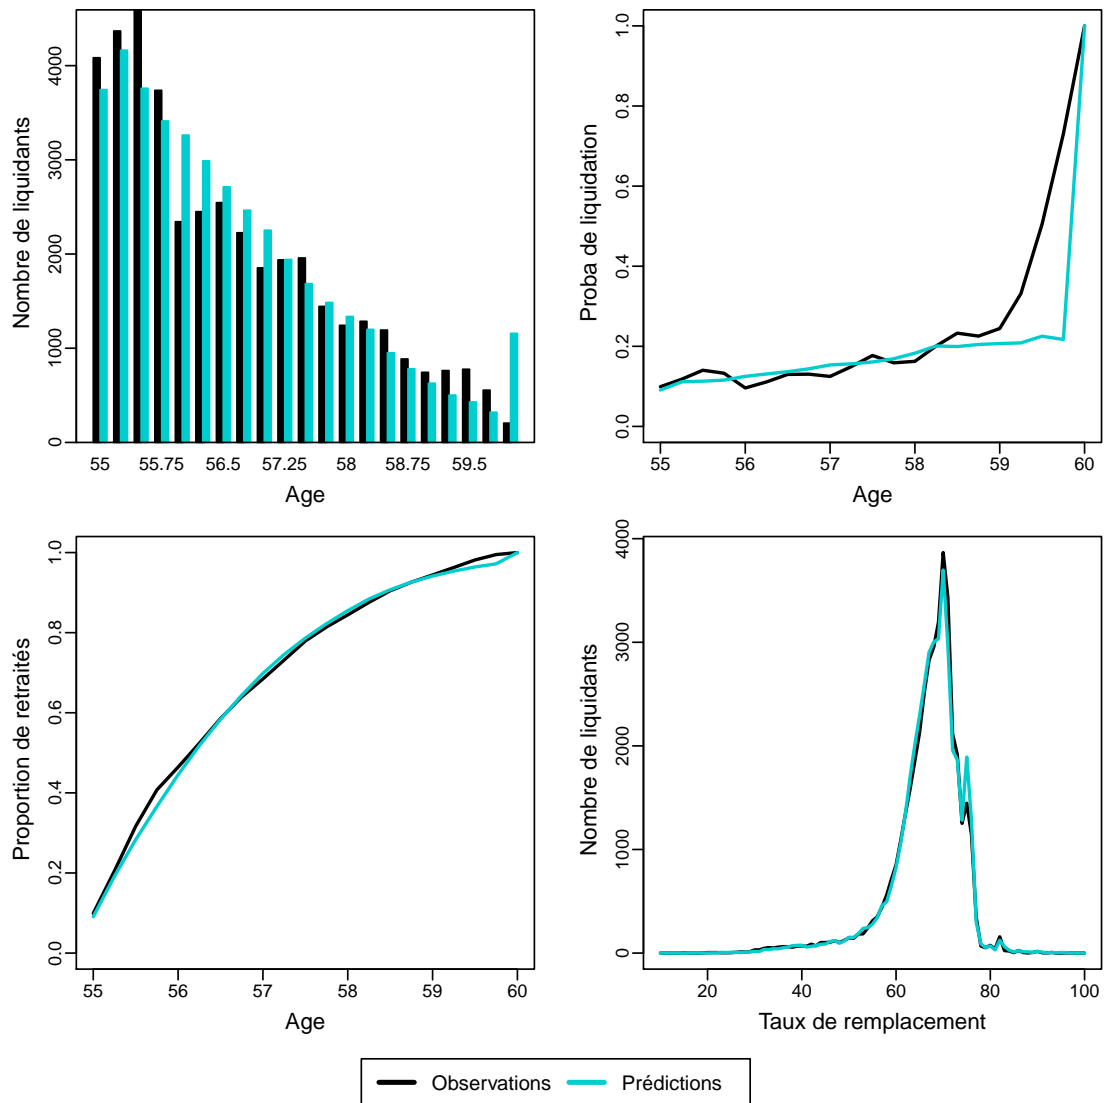 Nombre de liquidants
0 1000 2000 3000 4000
55 55.75 56.5 57.25 58 58.75 59.5
Age
Proba de liquidation
0.0 0.2 0.4 0.6 0.8 1.0
55 56 57 58 59 60
Age
Proportion de retraités
0.0 0.2 0.4 0.6 0.8 1.0
55 56 57 58 59 60
Age
Nombre de liquidants
0 1000 2000 3000 4000
20 40 60 80 100
Taux de remplacement
Observations Prédictions